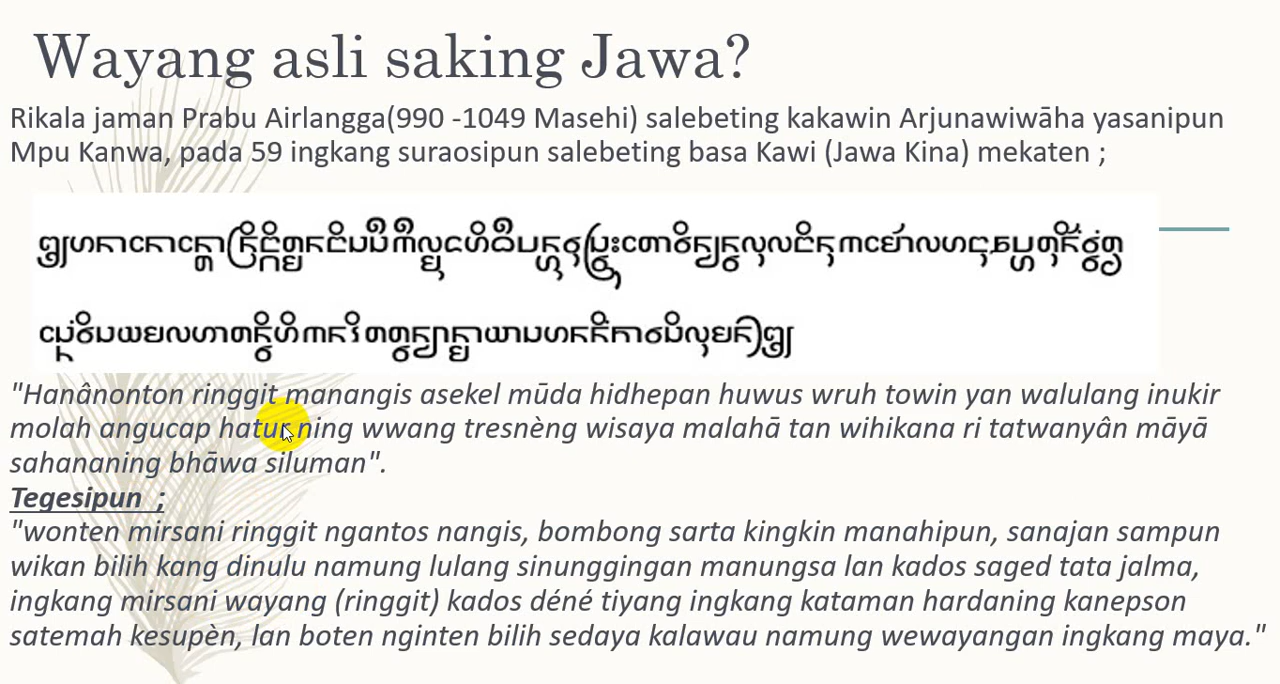 Wayang asli saking Jawa?
Rikala jaman Prabu Airlangga(990 -1049 Masehi) salebeting kakawin Arjunawiwāha yasanipun
Mpu Kanwa, pada 59 ingkang suraosipun salebeting basa Kawi (Jawa Kina) mekaten ;
"Hanânonton ringgit manangis asekel mūda hidhepan huwus wruh towin yan walulang inukir
molah angucap hatur ning wwang tresnèng wisaya malahā tan wihikana ri tatwanyân māyā
sahananing bhāwa siluman".
Tegesipun ;
"wonten mirsani ringgit ngantos nangis, bombong sarta kingkin manahipun, sanajan sampun
wikan bilih kang dinulu namung lulang sinunggingan manungsa lan kados saged tata jalma,
ingkang mirsani wayang (ringgit) kados déné tiyang ingkang kataman hardaning kanepson
satemah kesupèn, lan boten nginten bilih sedaya kalawau namung wewayangan ingkang maya."